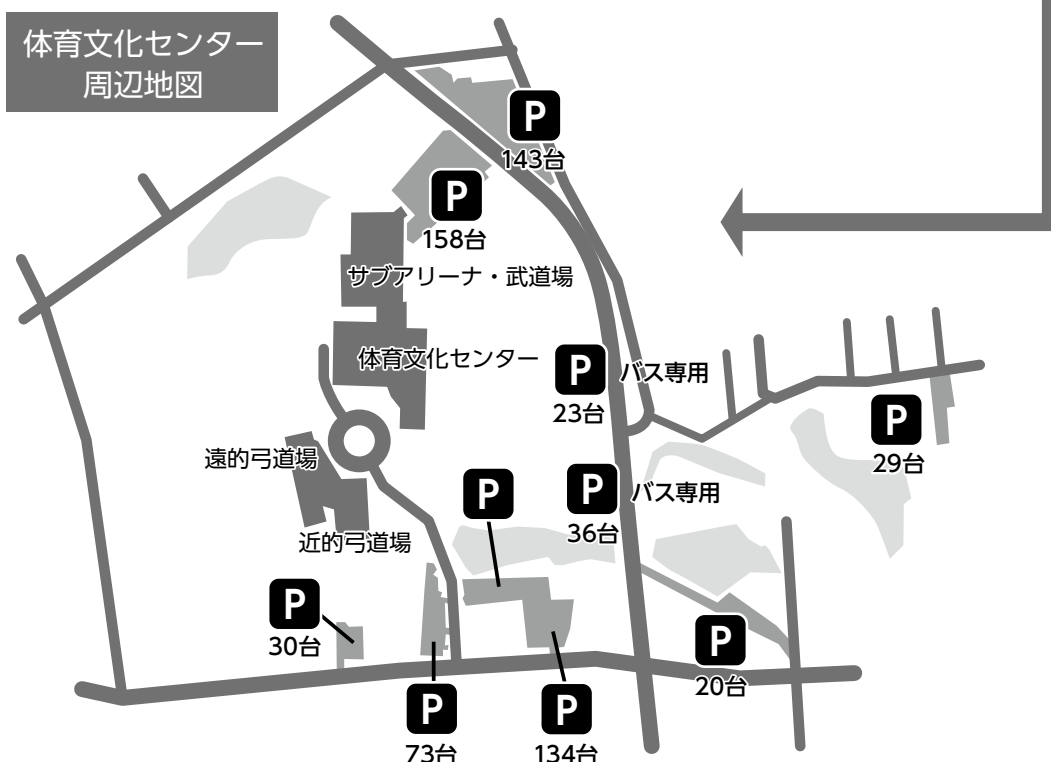 体育文化センター
周辺地図
P
143台
P
158台
サブアリーナ・武道場
体育文化センター
P
バス専用
23台
P
29台
遠的弓道場
P
P
バス専用
36台
近的弓道場
P
30台
P
20台
P
73台
P
134台